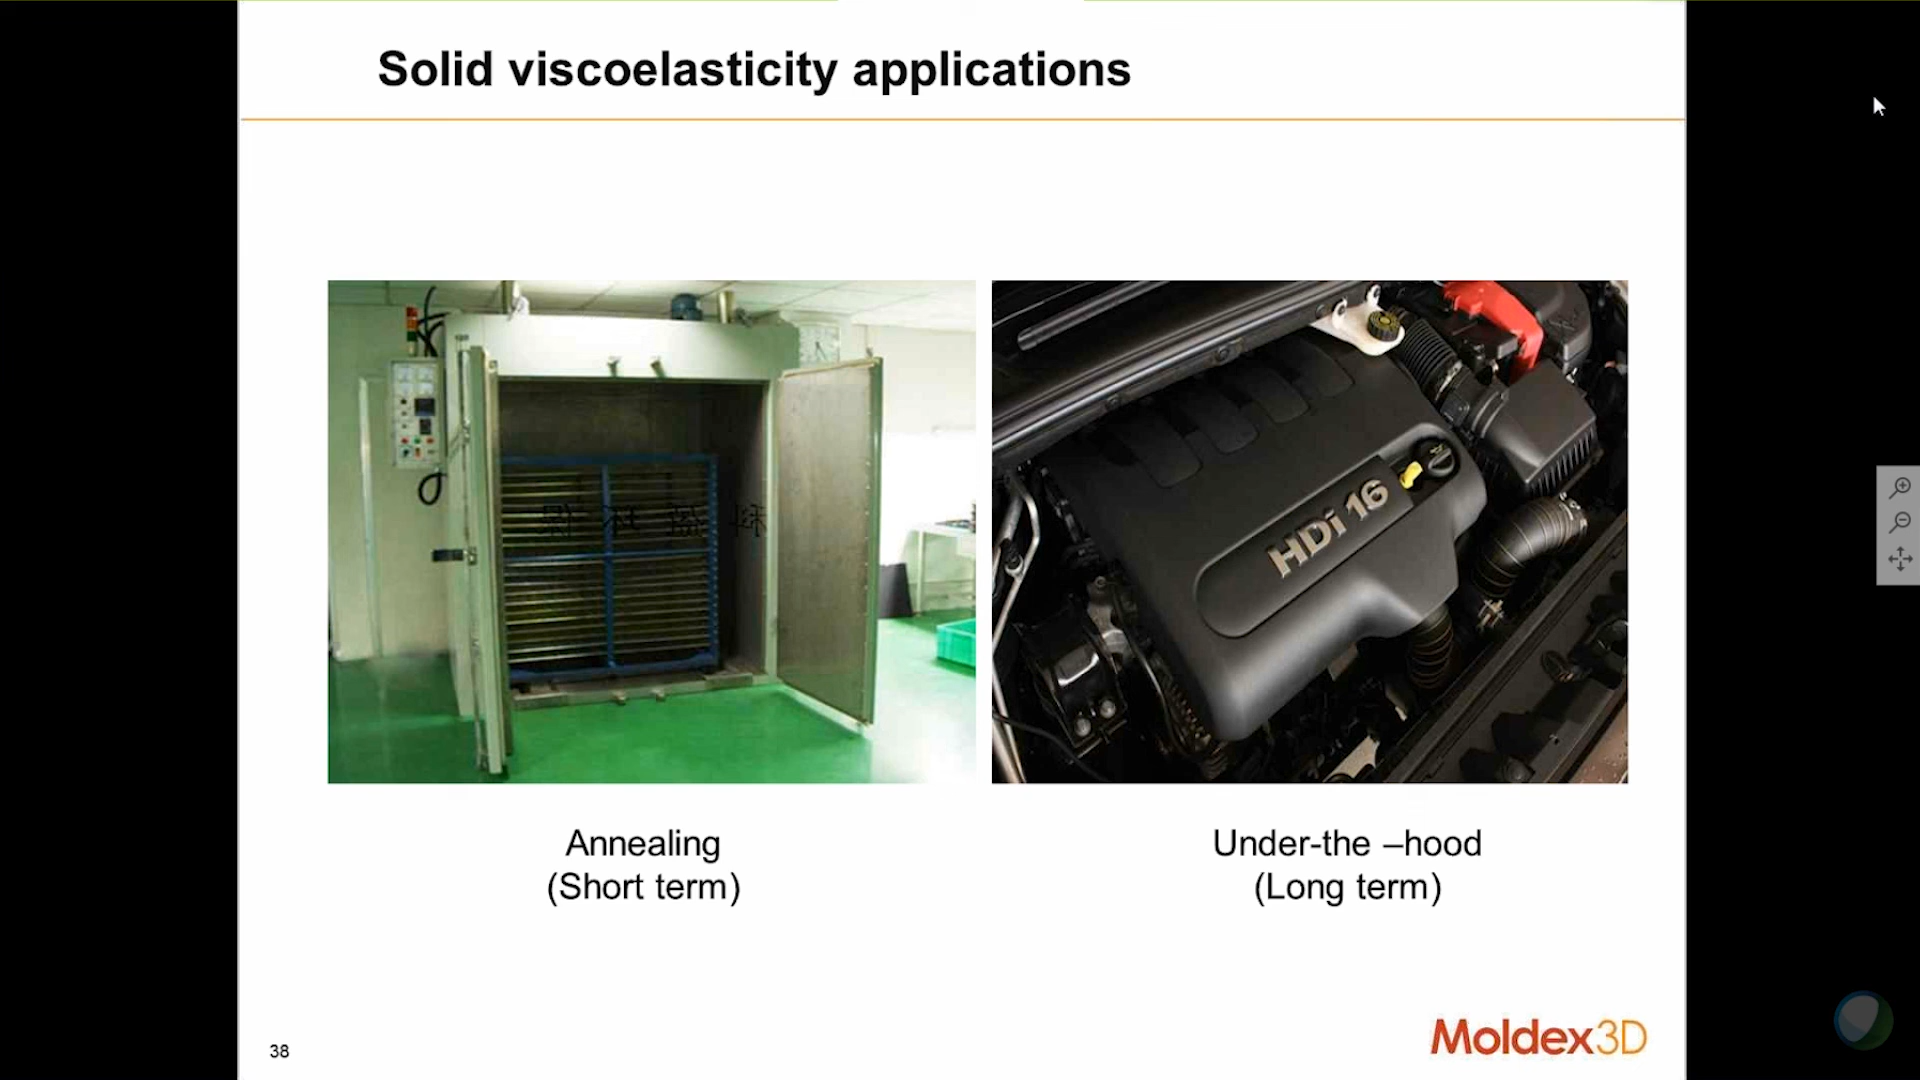 Solid viscoelasticity applications
HDi 16
Annealing
(Short term)
Under-the –hood
(Long term)
38
Moldex3D